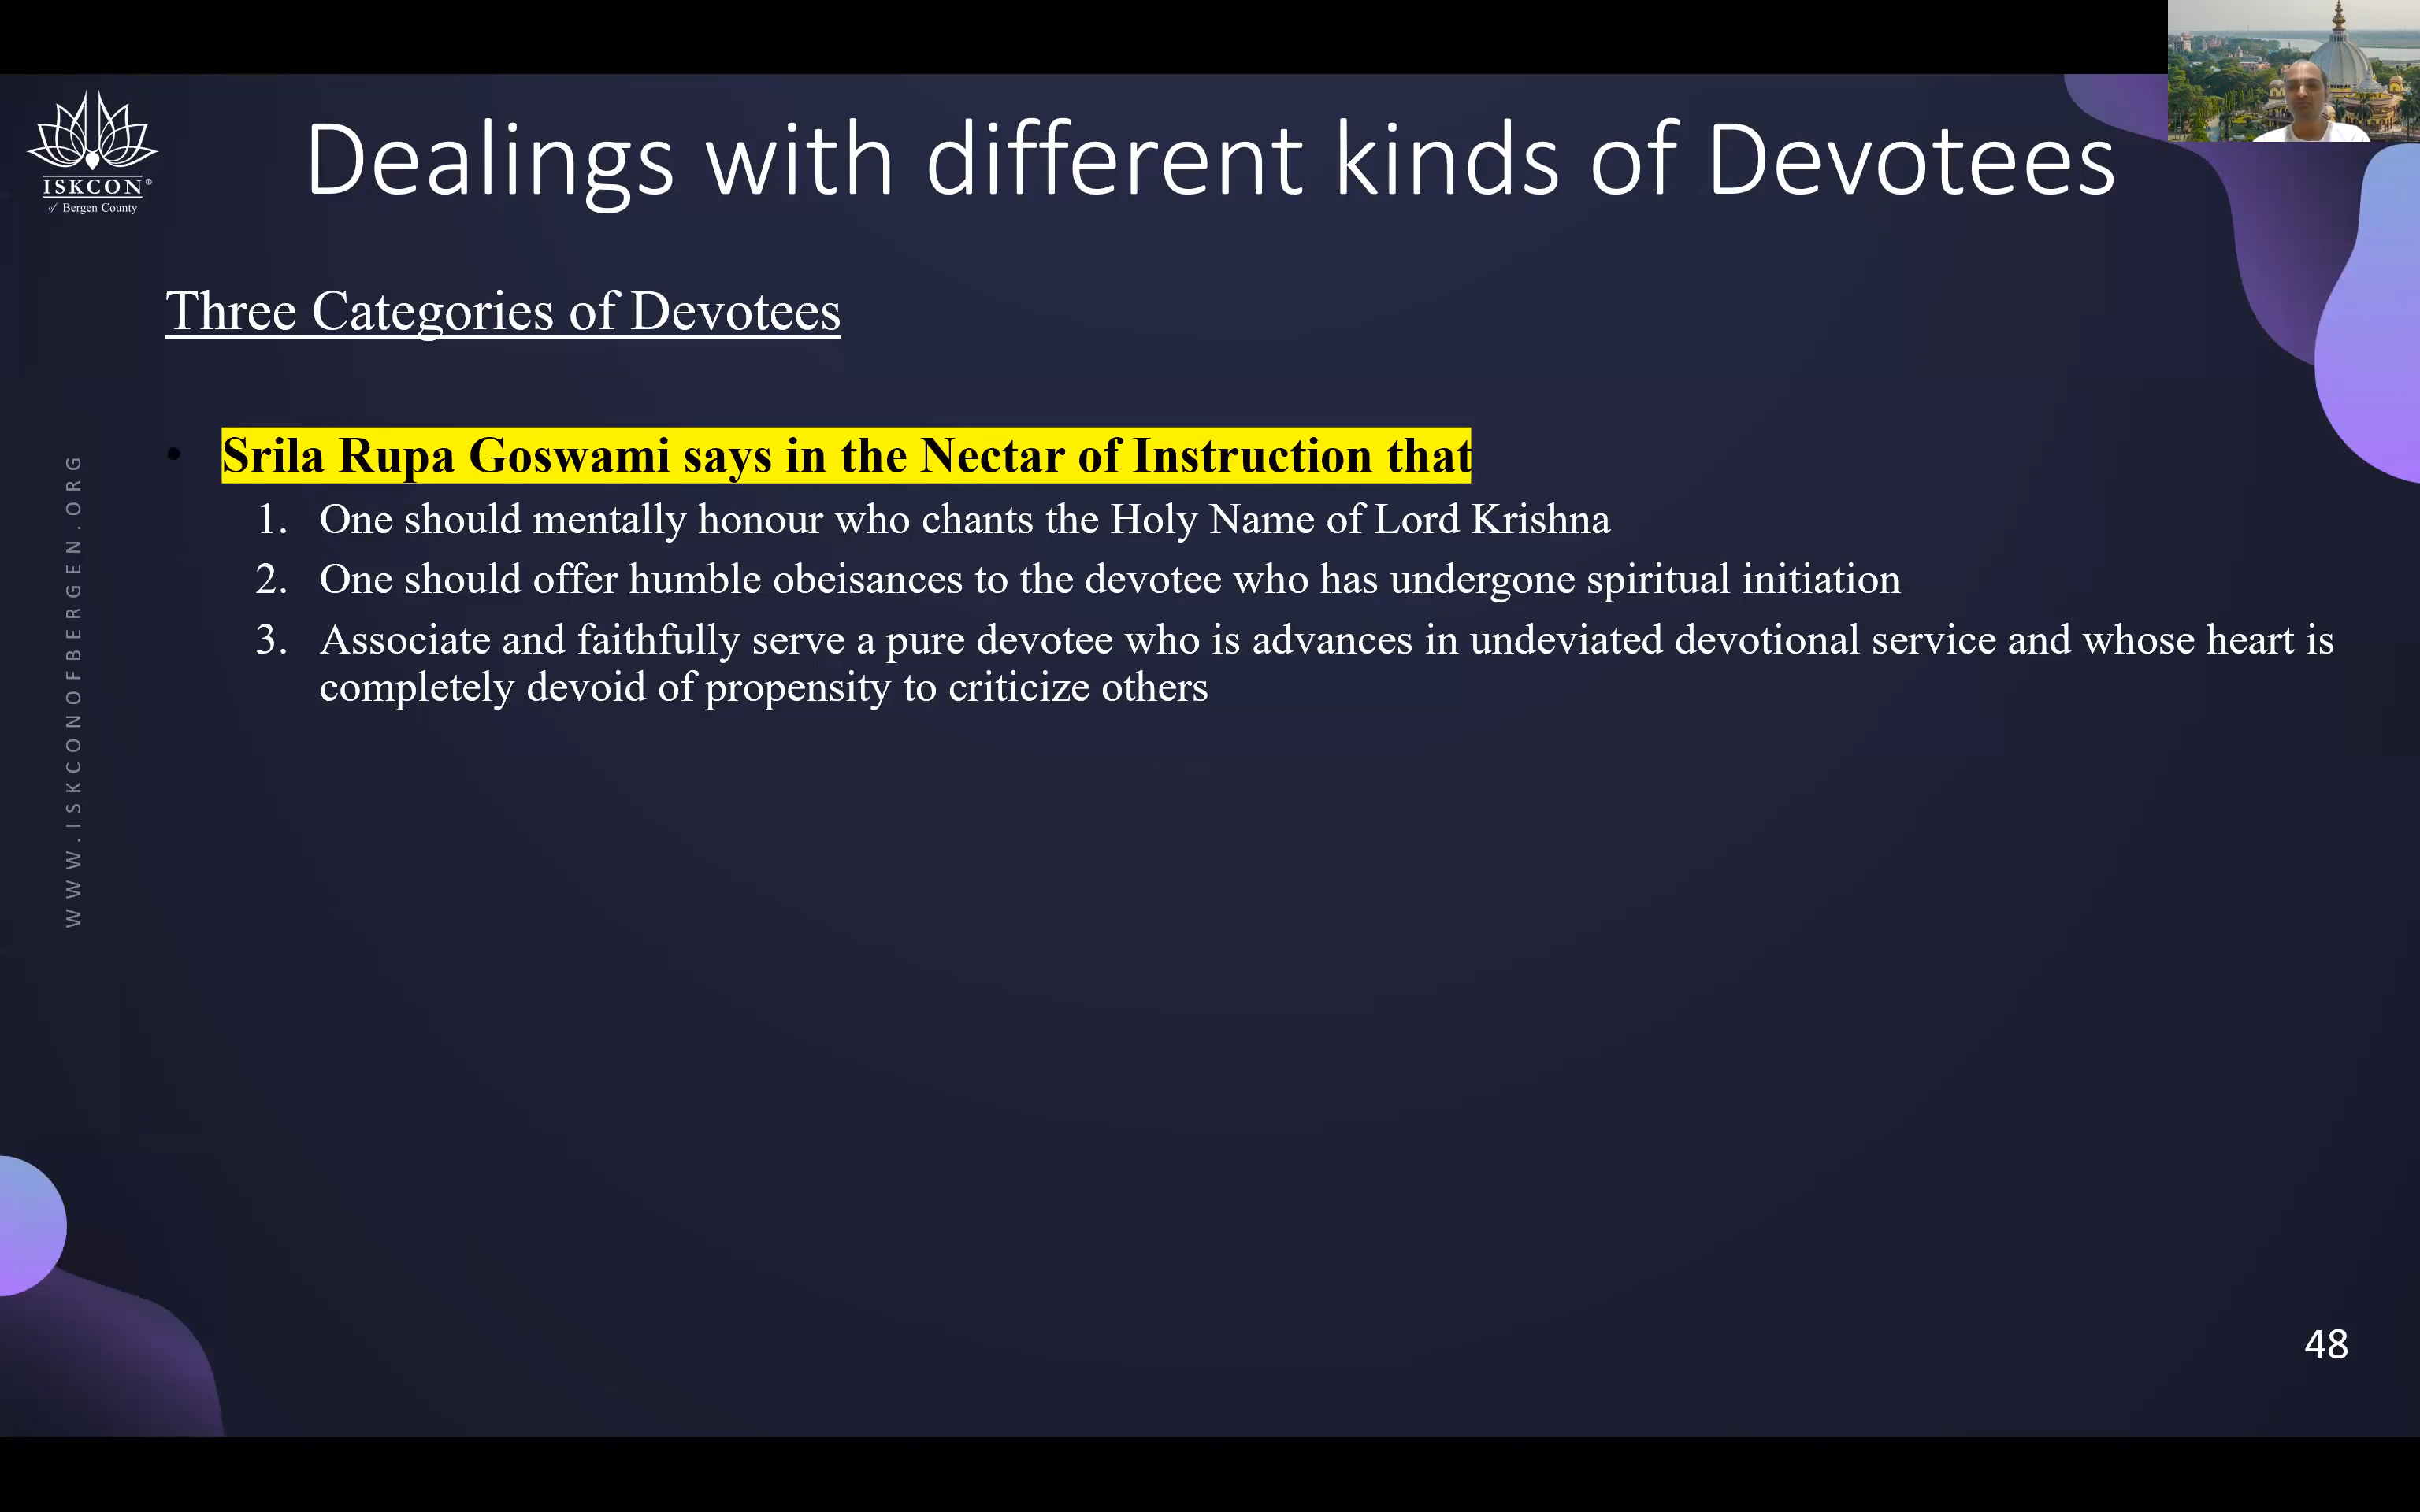 ISKCON®
of Bergen County
Dealings with different kinds of Devotees
Three Categories of Devotees
• Srila Rupa Goswami says in the Nectar of Instruction that
1. One should mentally honour who chants the Holy Name of Lord Krishna
2. One should offer humble obeisances to the devotee who has undergone spiritual initiation
3. Associate and faithfully serve a pure devotee who is advances in undeviated devotional service and whose heart is
completely devoid of propensity to criticize others
WWW.ISKCONOFBERGEN.ORG
48